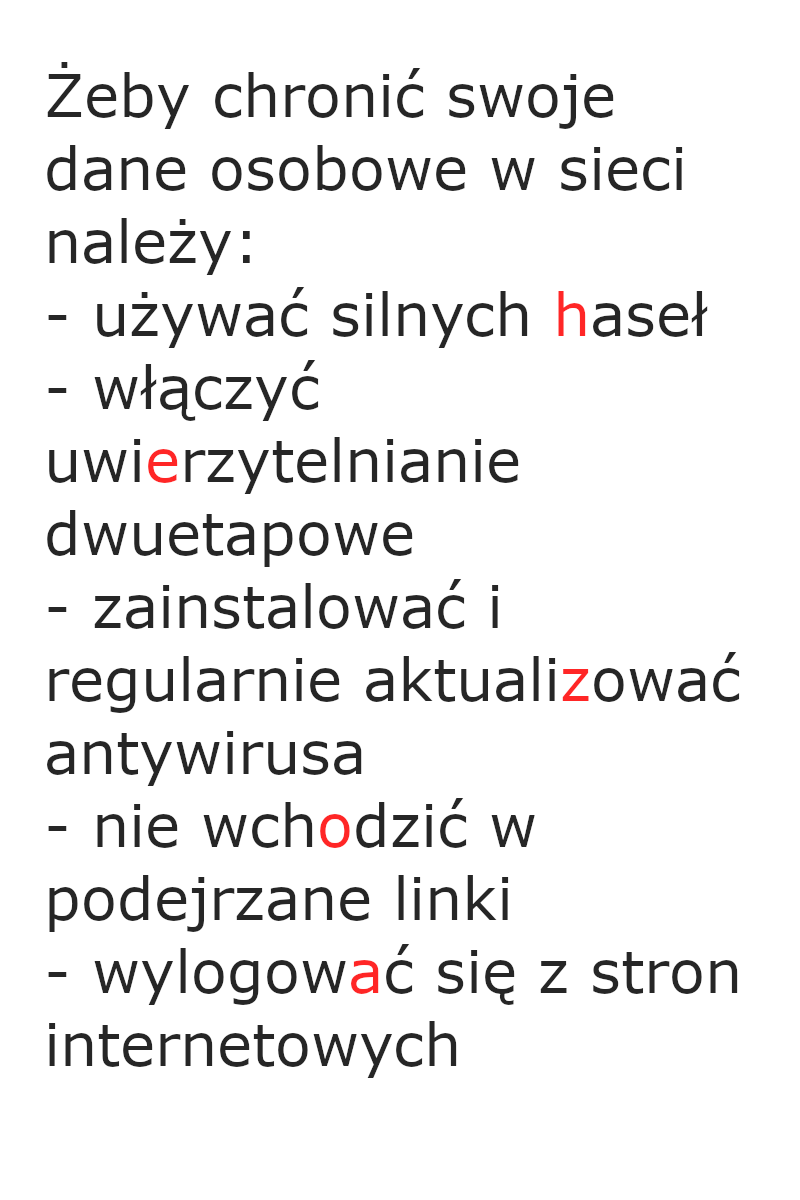 Żeby chronić swoje
dane osobowe w sieci
należy:
- używać silnych haseł
- włączyć
uwierzytelnianie
dwuetapowe
- zainstalować i
regularnie aktualizować
antywirusa
- nie wchodzić w
podejrzane linki
- wylogować się z stron
internetowych